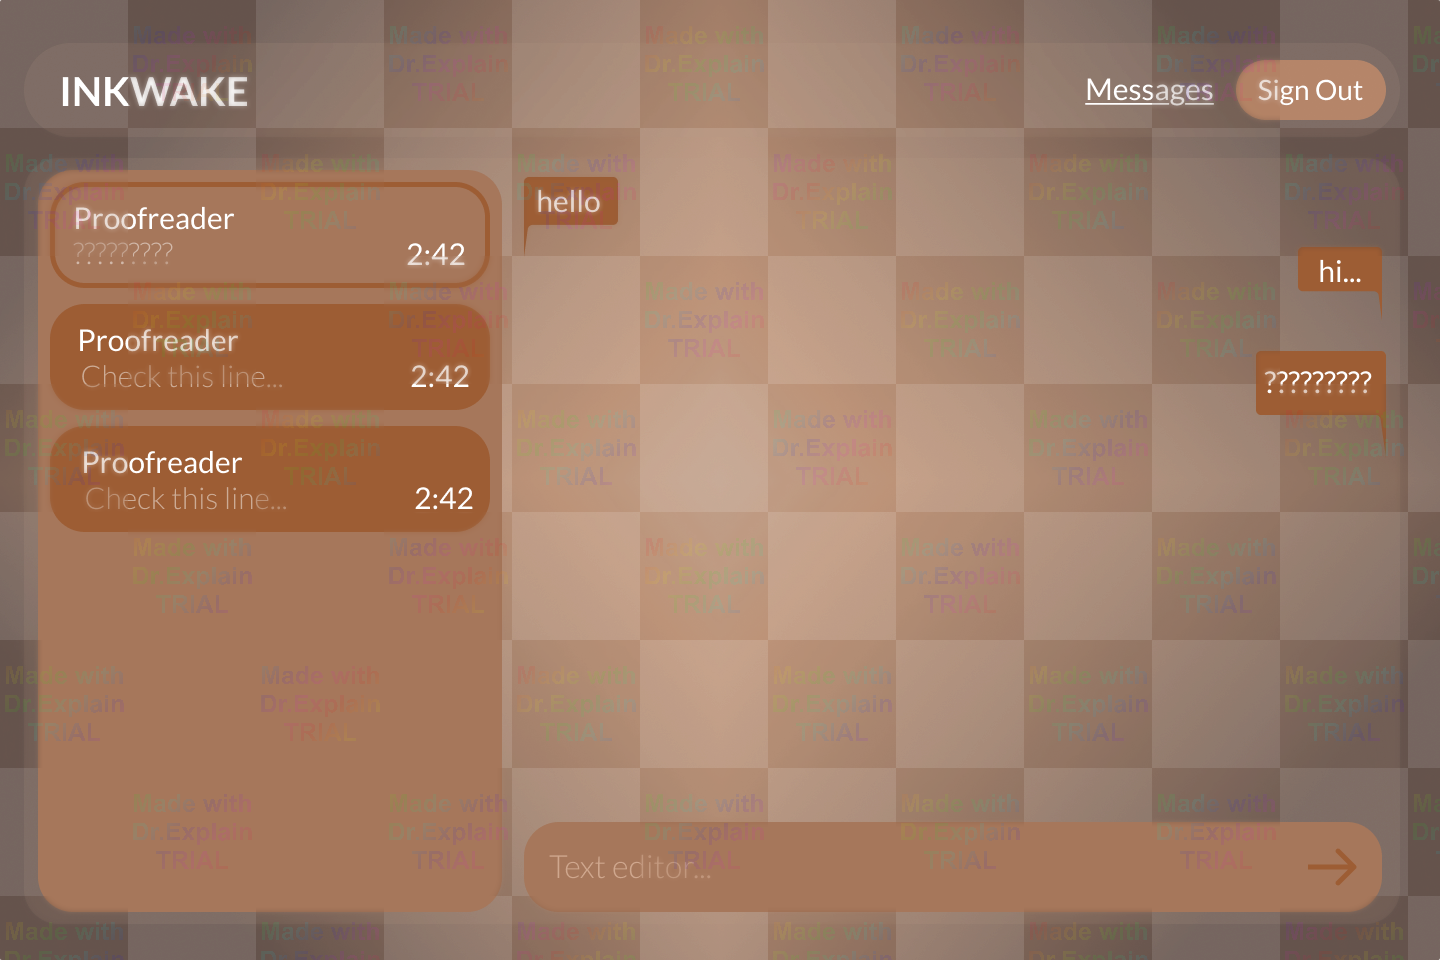 INKWAKE
Messages
Sign Out
Proofreader
?????????
2:42
Proofreader
Check this line...
2:42
Proofreader
Check this line...
2:42
hello
hi...
?????????
Text editor...
Made with
Dr.Explain
TRIAL